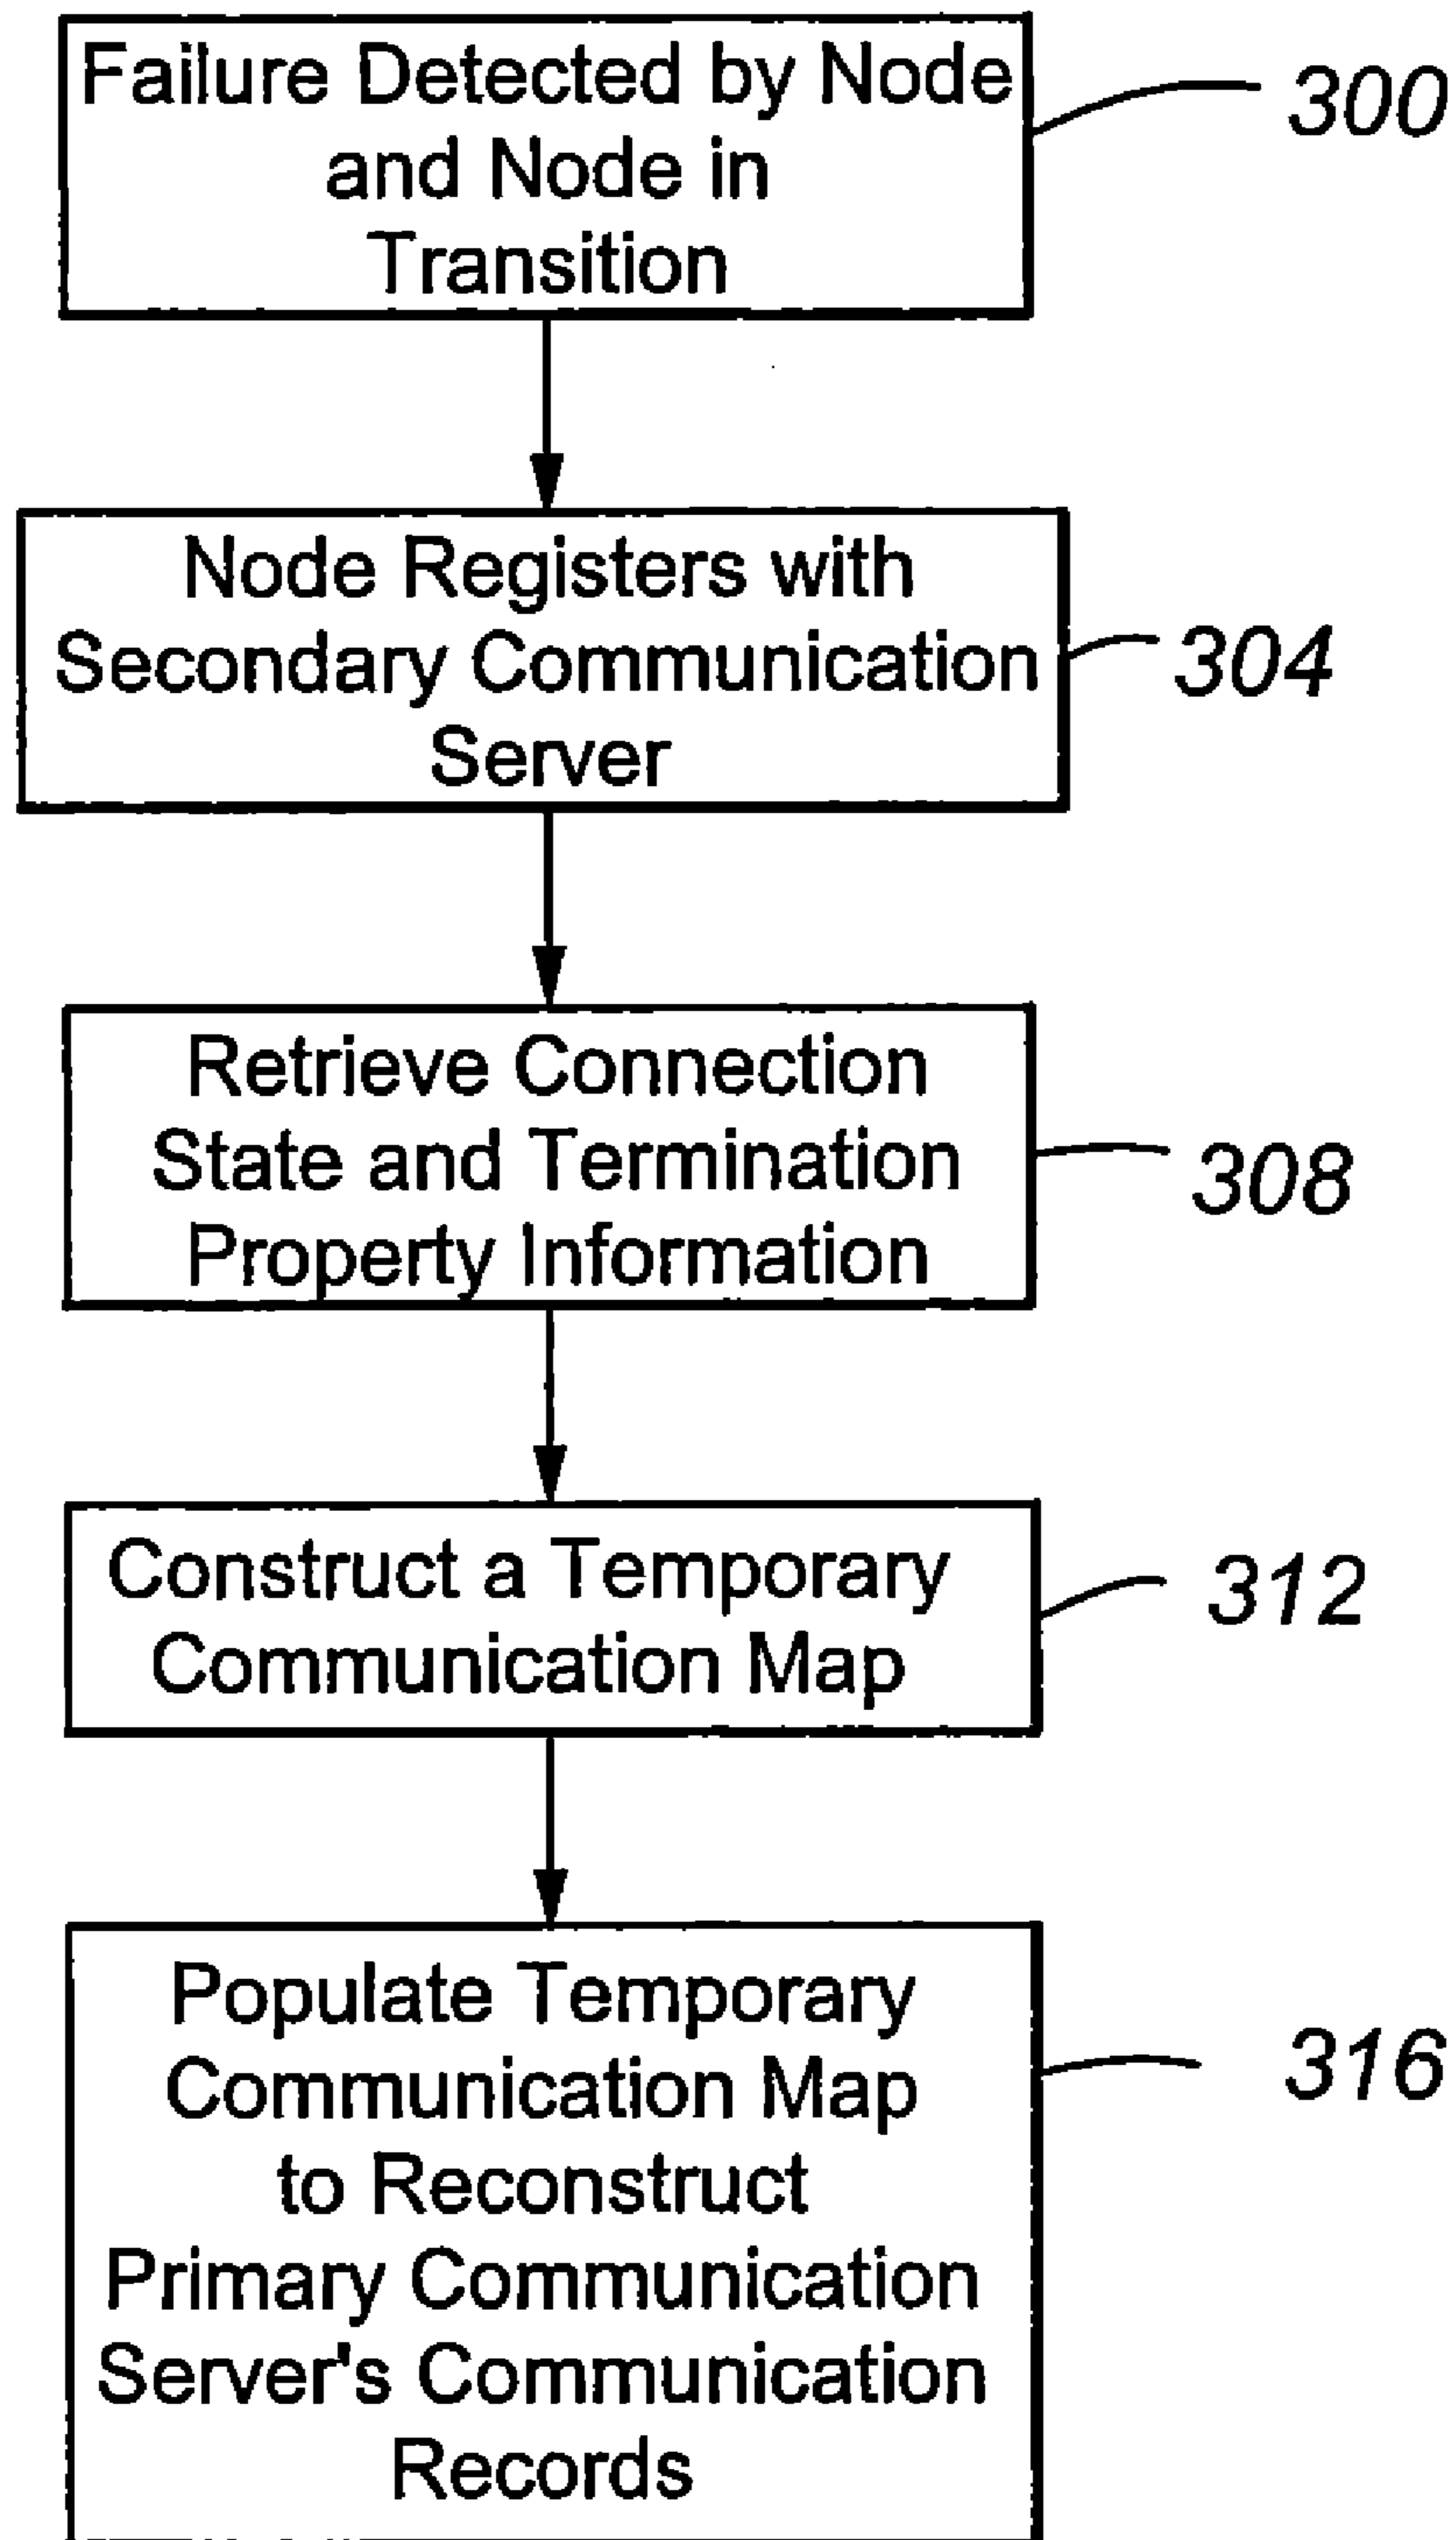 Failure Detected by Node
and Node in
Transition
300
Node Registers with
Secondary Communication
Server
304
Retrieve Connection
State and Termination
Property Information
308
Construct a Temporary
Communication Map
312
Populate Temporary
Communication Map
to Reconstruct
Primary Communication
Server's Communication
Records
316